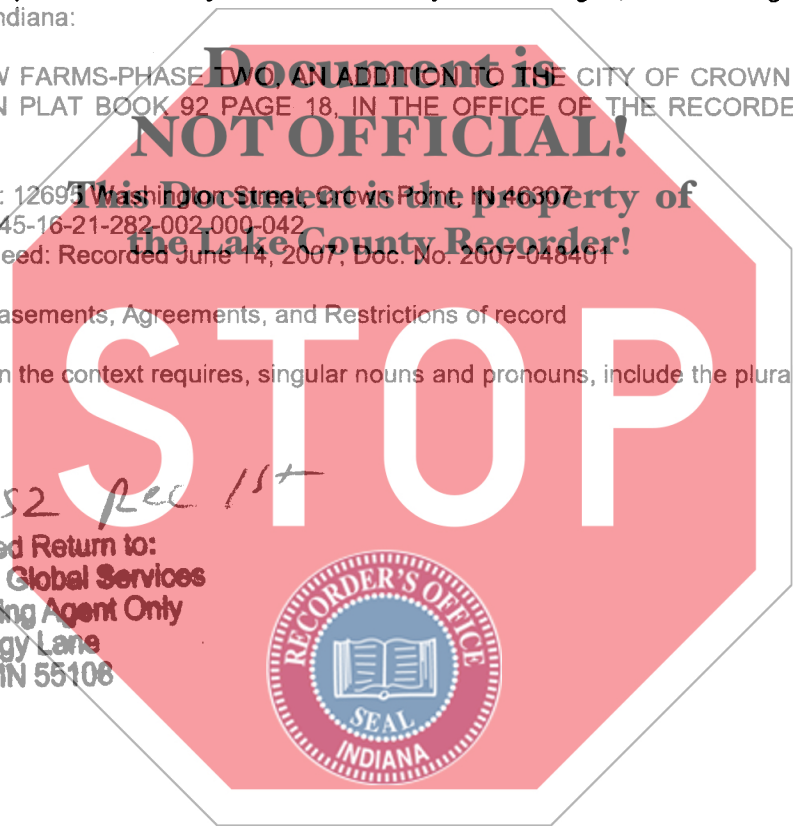 ndiana:
Document is
W FARMS-PHASE TWO, AN ADDITION TO THE CITY OF CROWN
N PLAT BOOK 92 PAGE 18, IN THE OFFICE OF THE RECORDE
NOT OFFICIAL!
: 12695 Washington Street, Crown Point, IN 46307
This Document is the property of
45-16-21-282-002.000-042
the Lake County Recorder!
eed: Recorded June 14, 2007; Doc. No. 2007-048401
asements, Agreements, and Restrictions of record
n the context requires, singular nouns and pronouns, include the plura
STOP
52 Rec 1st
ed Return to:
Global Services
ing Agent Only
gy Lane
MN 55108
RECORDER'S OFFICE
SEAL
INDIANA